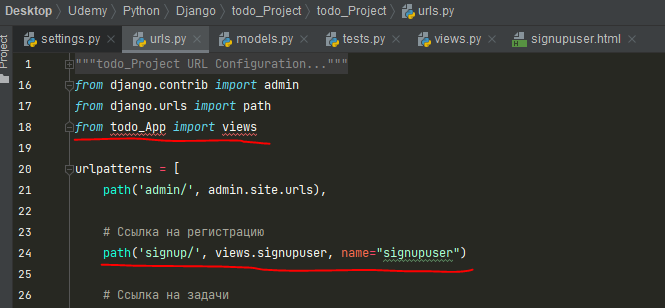 Desktop Udemy Python Django todo_Project todo_Project urls.py
settings.py urls.py models.py tests.py views.py signupuser.html
Project
1 """todo_Project URL Configuration..."""
16 from django.contrib import admin
17 from django.urls import path
18 from todo_App import views
19
20 urlpatterns = [
21 path('admin/', admin.site.urls),
22
23 # Ссылка на регистрацию
24 path('signup/', views.signupuser, name="signupuser")
25
26 # Ссылка на задачи